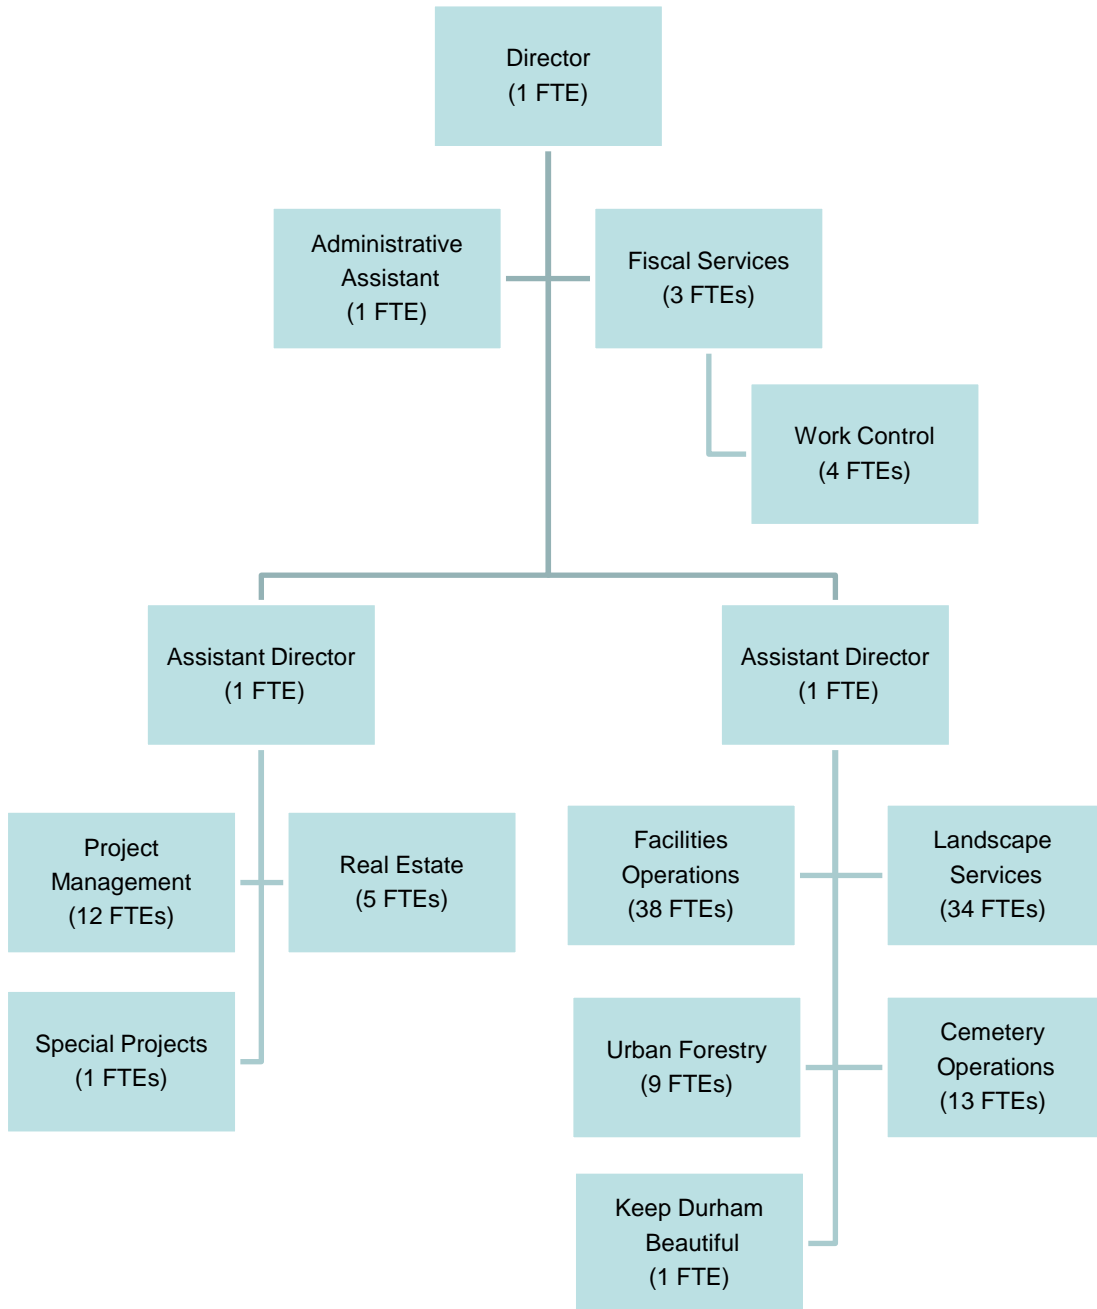 Director
(1 FTE)
Administrative
Assistant
(1 FTE)
Fiscal Services
(3 FTEs)
Work Control
(4 FTEs)
Assistant Director
(1 FTE)
Assistant Director
(1 FTE)
Project
Management
(12 FTEs)
Real Estate
(5 FTEs)
Special Projects
(1 FTEs)
Facilities
Operations
(38 FTEs)
Landscape
Services
(34 FTEs)
Urban Forestry
(9 FTEs)
Cemetery
Operations
(13 FTEs)
Keep Durham
Beautiful
(1 FTE)